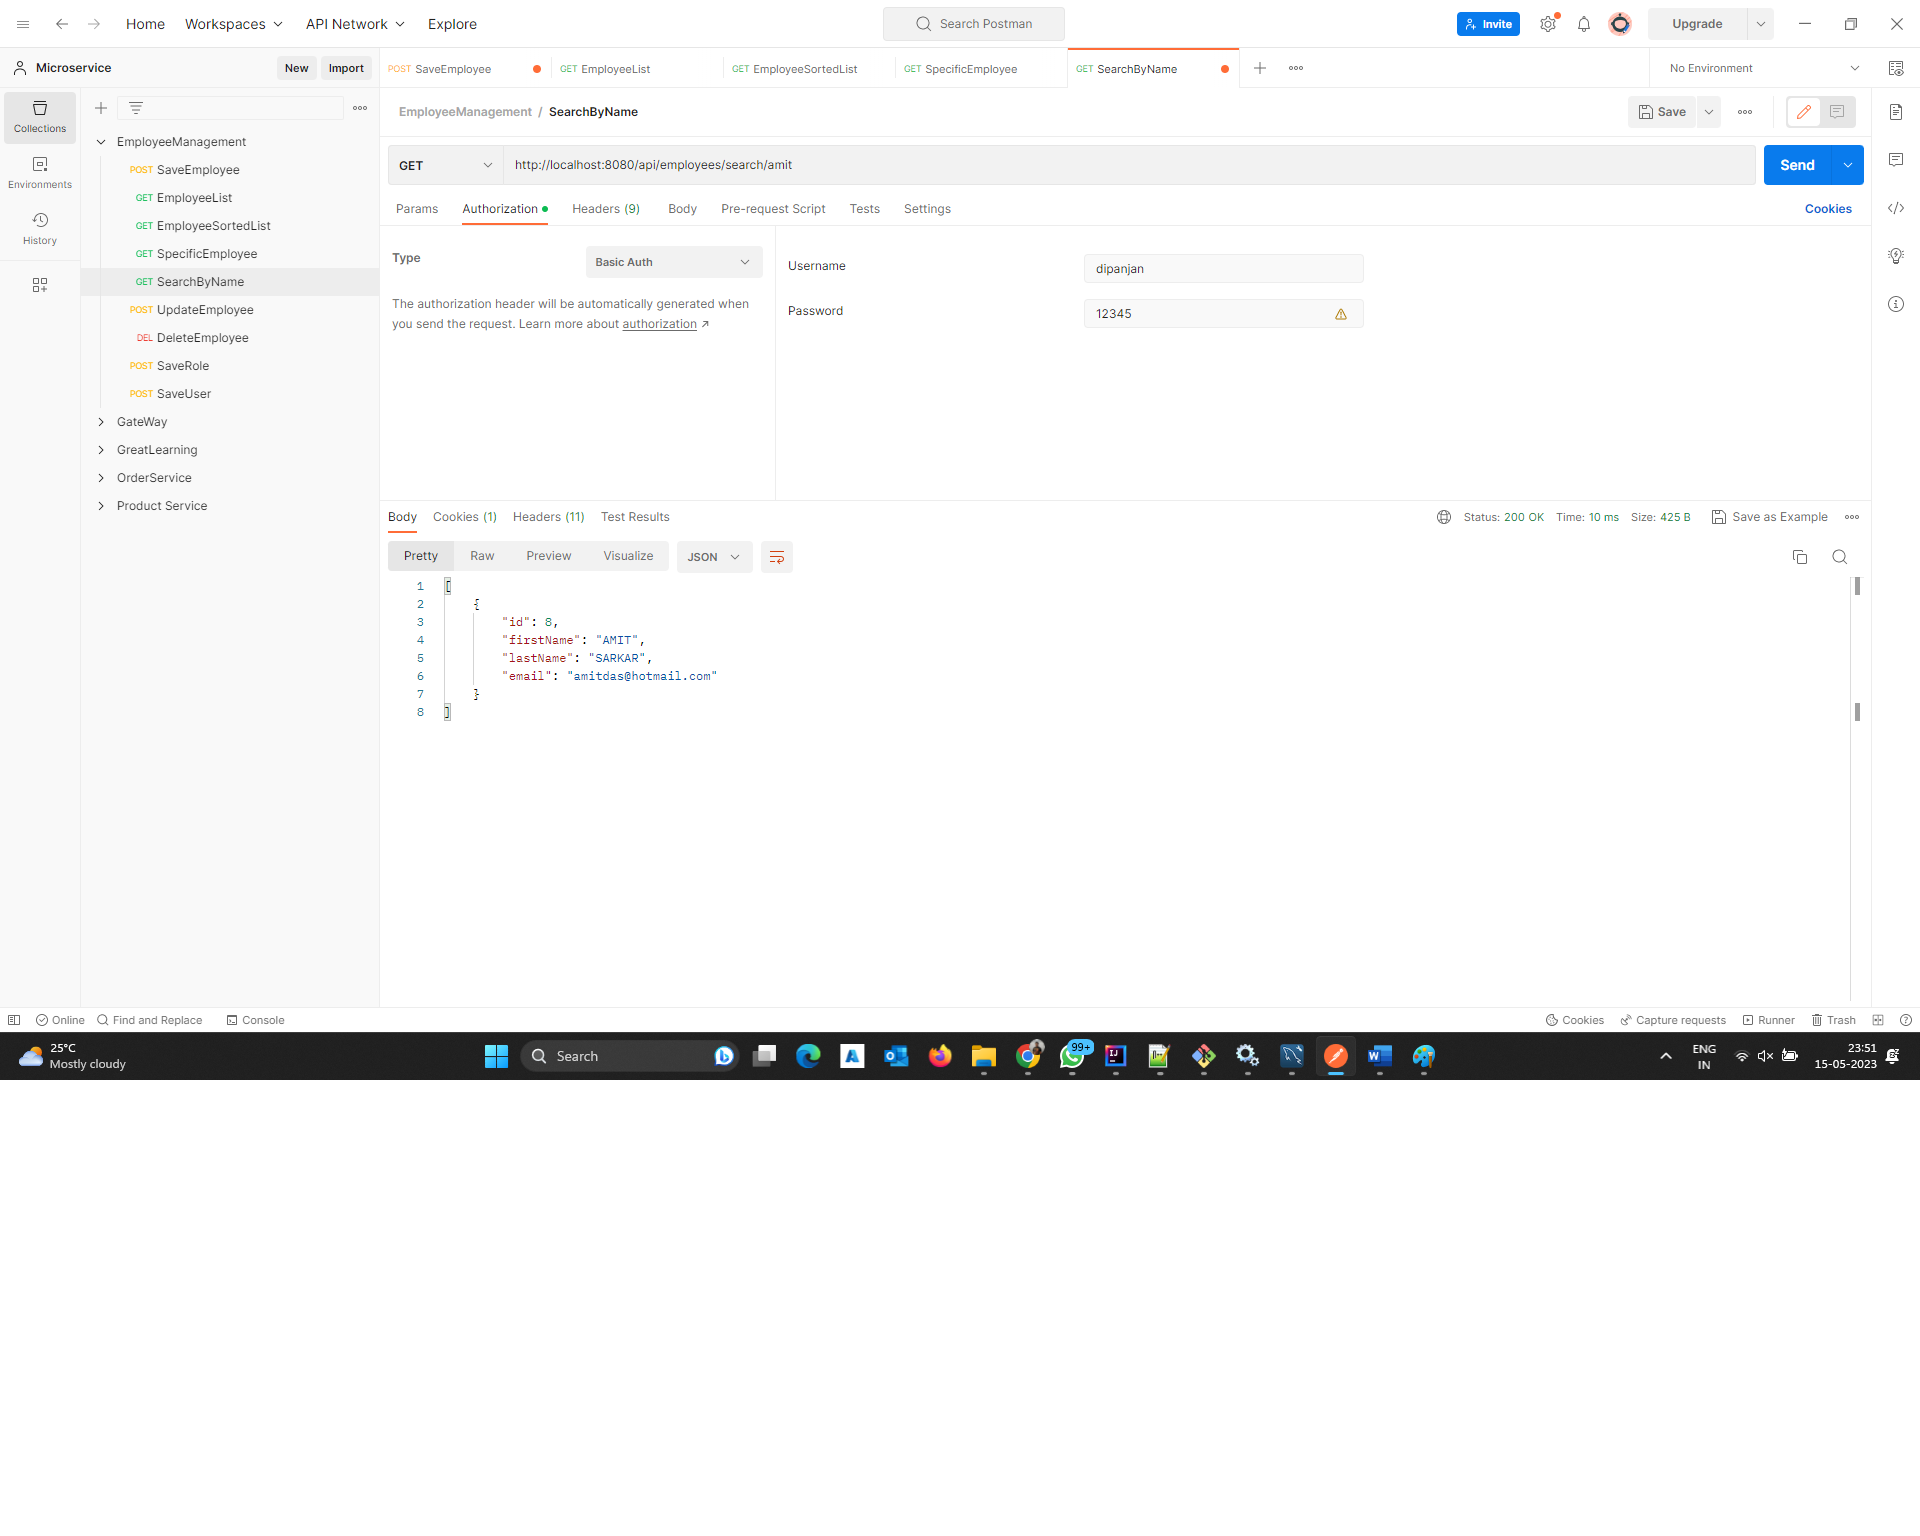 Home Workspaces API Network Explore Search Postman Invite Upgrade
Microservice New Import
POST SaveEmployee GET EmployeeList GET EmployeeSortedList GET SpecificEmployee GET SearchByName No Environment
Collections
Environments
History
EmployeeManagement
POST SaveEmployee
GET EmployeeList
GET EmployeeSortedList
GET SpecificEmployee
GET SearchByName
POST UpdateEmployee
DEL DeleteEmployee
POST SaveRole
POST SaveUser
GateWay
GreatLearning
OrderService
Product Service
EmployeeManagement / SearchByName Save
GET http://localhost:8080/api/employees/search/amit Send
Params Authorization Headers (9) Body Pre-request Script Tests Settings Cookies
Type Basic Auth
The authorization header will be automatically generated when
you send the request. Learn more about authorization ↗
Username dipanjan
Password 12345
Body Cookies (1) Headers (11) Test Results Status: 200 OK Time: 10 ms Size: 425 B Save as Example
Pretty Raw Preview Visualize JSON
1 [
2 {
3 "id": 8,
4 "firstName": "AMIT",
5 "lastName": "SARKAR",
6 "email": "amitdas@hotmail.com"
7 }
8 ]
Online Find and Replace Console Cookies Capture requests Runner Trash
25°C
Mostly cloudy
Search
99+
ENG
IN
23:51
15-05-2023